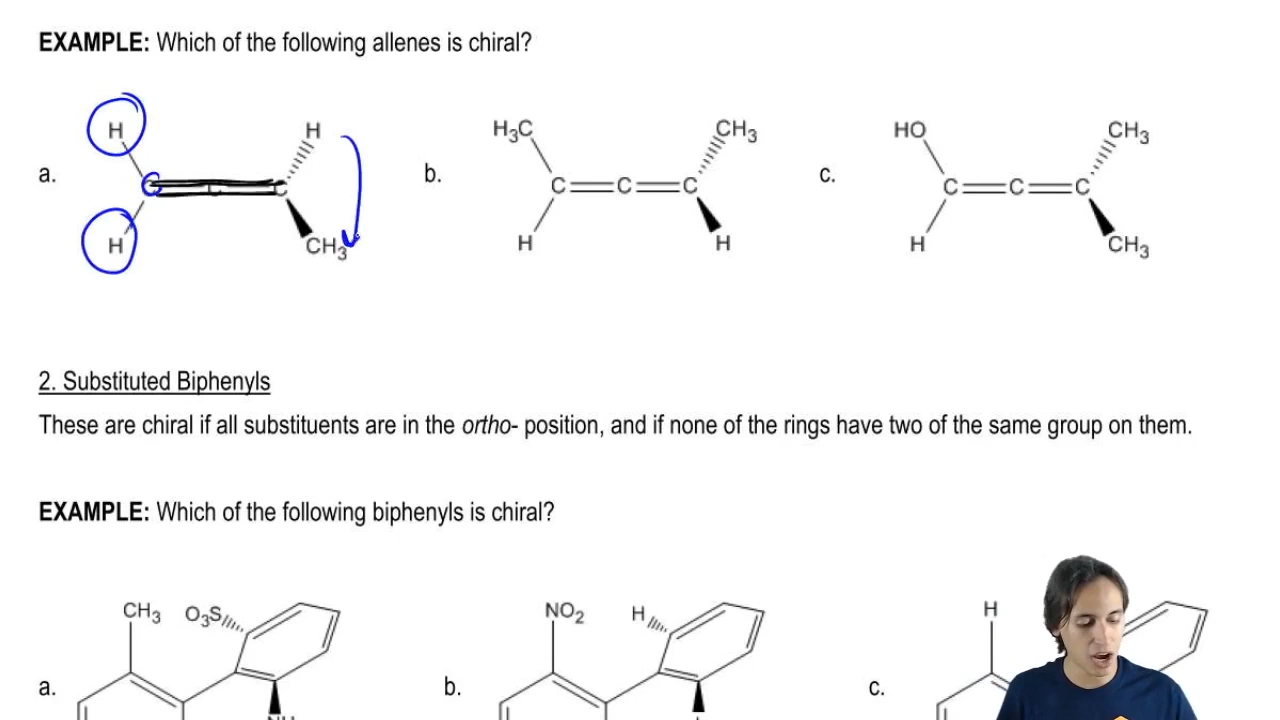 EXAMPLE: Which of the following allenes is chiral?
a.
H
H
C
C
H
CH3
b.
H3C
H
C
C
C
CH3
H
c.
HO
H
C
C
C
CH3
CH3
2. Substituted Biphenyls
These are chiral if all substituents are in the ortho- position, and if none of the rings have two of the same group on them.
EXAMPLE: Which of the following biphenyls is chiral?
a.
CH3
O3S
b.
NO2
H
c.
H